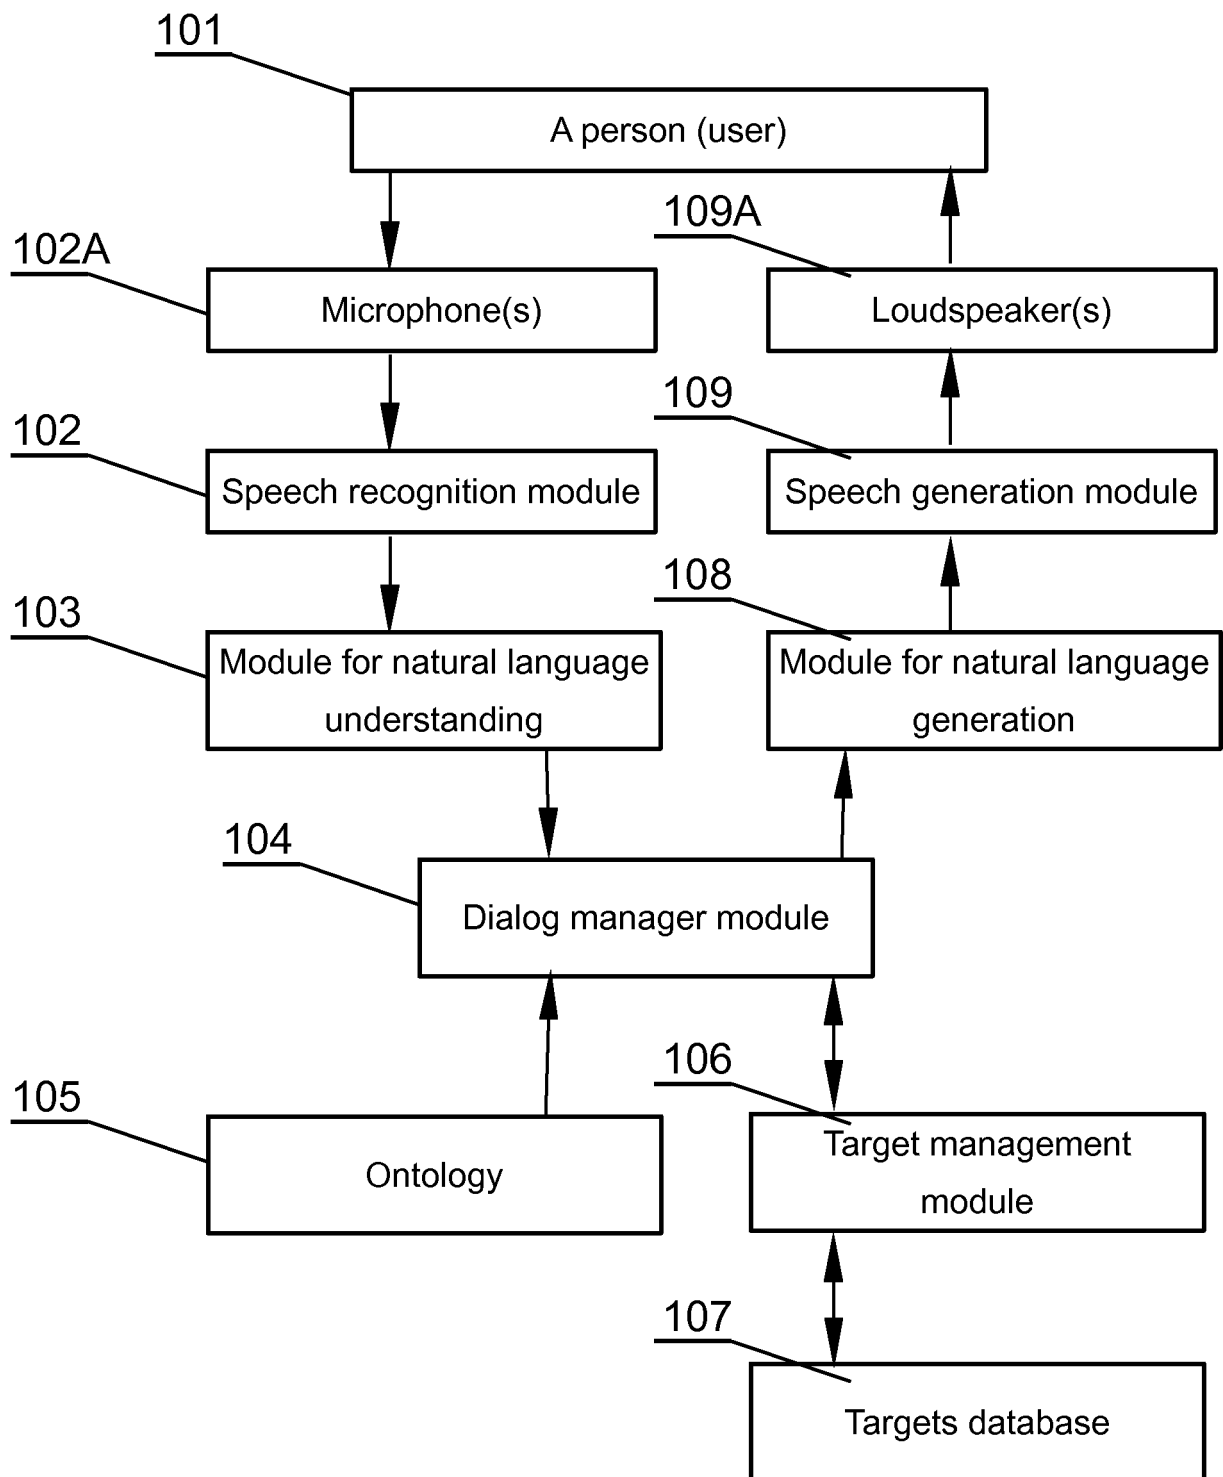 101
A person (user)
102A
109A
Microphone(s)
Loudspeaker(s)
102
109
Speech recognition module
Speech generation module
103
108
Module for natural language
understanding
Module for natural language
generation
104
Dialog manager module
105
106
Ontology
Target management
module
107
Targets database